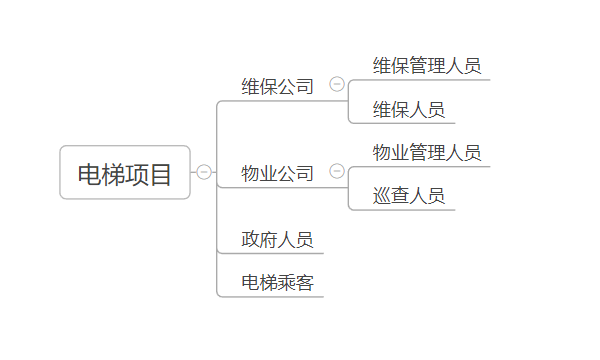 电梯项目
维保公司
维保管理人员
维保人员
物业公司
物业管理人员
巡查人员
政府人员
电梯乘客